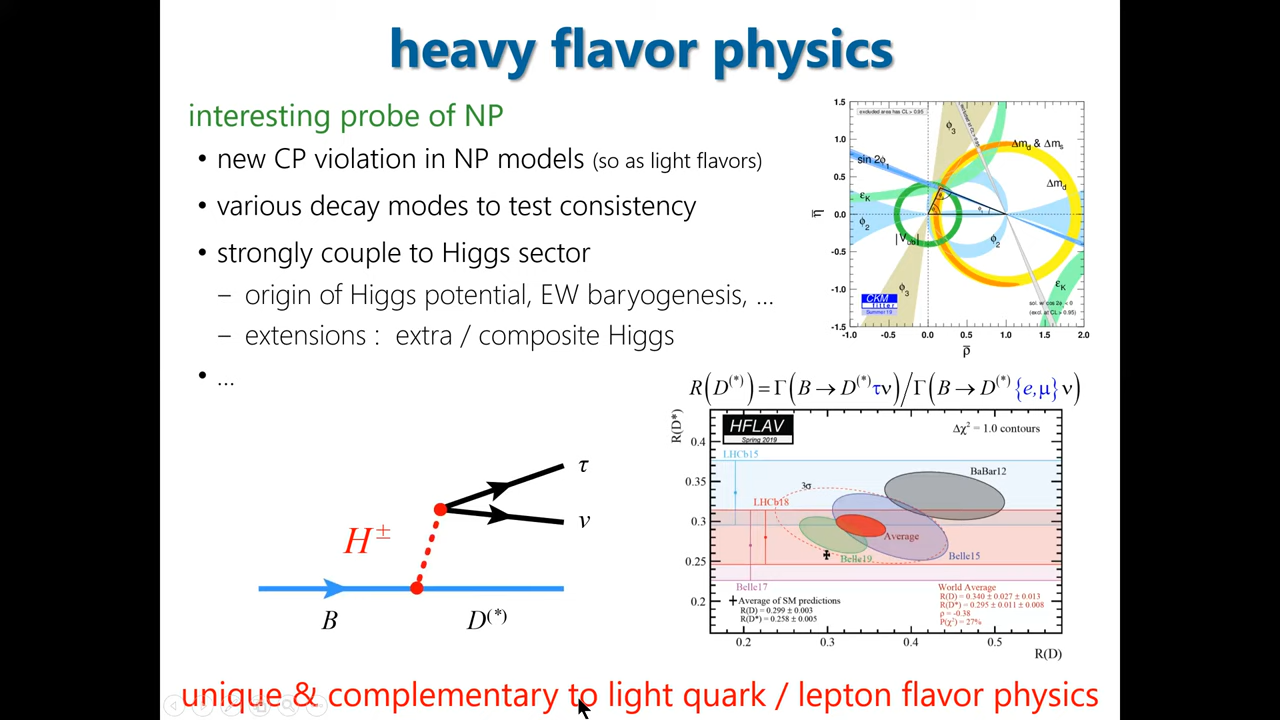 heavy flavor physics
interesting probe of NP
• new CP violation in NP models (so as light flavors)
• various decay modes to test consistency
• strongly couple to Higgs sector
– origin of Higgs potential, EW baryogenesis, ...
– extensions : extra / composite Higgs
• ...
excluded area has CL > 0.95
φ3
Δmd & Δms
sin 2φ1
Δmd
εK
φ2
φ2
|Vub|
φ3
εK
CKM
fitter
Summer 19
sol. w/ cos 2φ1 < 0
(excl. at CL > 0.95)
1.5
1.0
0.5
0.0
-0.5
-1.0
-1.5
-1.0 -0.5 0.0 0.5 1.0 1.5 2.0
η̄
ρ̄
R(D(*)) = Γ(B → D(*)τν) / Γ(B → D(*){e,μ}ν)
R(D*)
HFLAV
Spring 2019
Δχ² = 1.0 contours
LHCb15
BaBar12
3σ
LHCb18
Average
Belle19
Belle15
Belle17
Average of SM predictions
R(D) = 0.299 ± 0.003
R(D*) = 0.258 ± 0.005
World Average
R(D) = 0.340 ± 0.027 ± 0.013
R(D*) = 0.295 ± 0.011 ± 0.008
ρ = -0.38
P(χ²) = 27%
0.4
0.35
0.3
0.25
0.2
0.2 0.3 0.4 0.5
R(D)
τ
ν
H±
B
D(*)
unique & complementary to light quark / lepton flavor physics